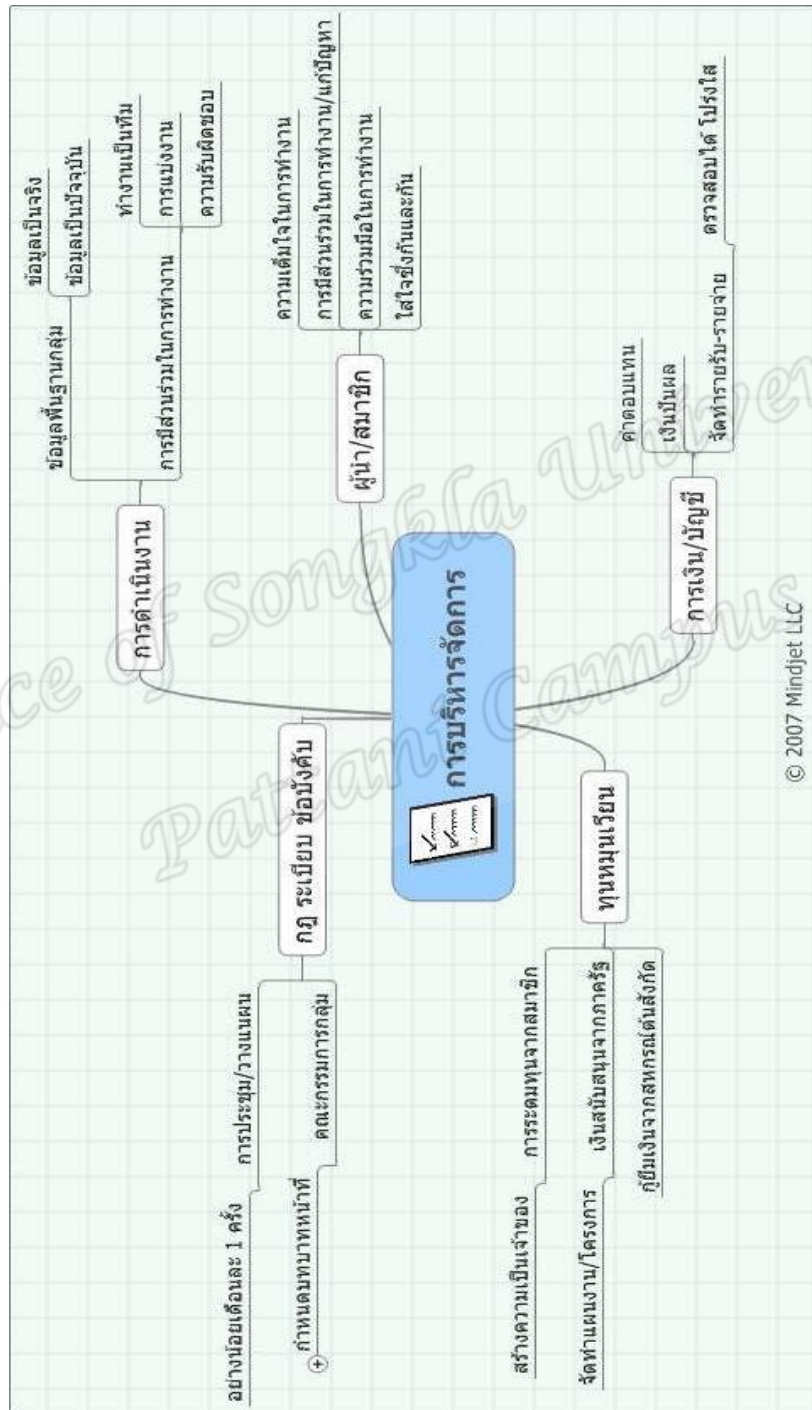 การบริหารจัดการ
การดำเนินงาน
ข้อมูลพื้นฐานกลุ่ม
ข้อมูลเป็นจริง
ข้อมูลเป็นปัจจุบัน
การมีส่วนร่วมในการทำงาน
ทำงานเป็นทีม
การแบ่งงาน
ความรับผิดชอบ
ผู้นำ/สมาชิก
ความเต็มใจในการทำงาน
การมีส่วนร่วมในการทำงาน/แก้ปัญหา
ความร่วมมือในการทำงาน
ใส่ใจซึ่งกันและกัน
การเงิน/บัญชี
ค่าตอบแทน
เงินปันผล
จัดทำรายรับ-รายจ่าย
ตรวจสอบได้ โปร่งใส
กฎ ระเบียบ ข้อบังคับ
การประชุม/วางแผน
อย่างน้อยเดือนละ 1 ครั้ง
คณะกรรมการกลุ่ม
กำหนดบทบาทหน้าที่
ทุนหมุนเวียน
การระดมทุนจากสมาชิก
สร้างความเป็นเจ้าของ
เงินสนับสนุนจากภาครัฐ
จัดทำแผนงาน/โครงการ
กู้ยืมเงินจากสหกรณ์ต้นสังกัด
© 2007 Mindjet LLC
ce of Songkla Univer
Pattani Campus